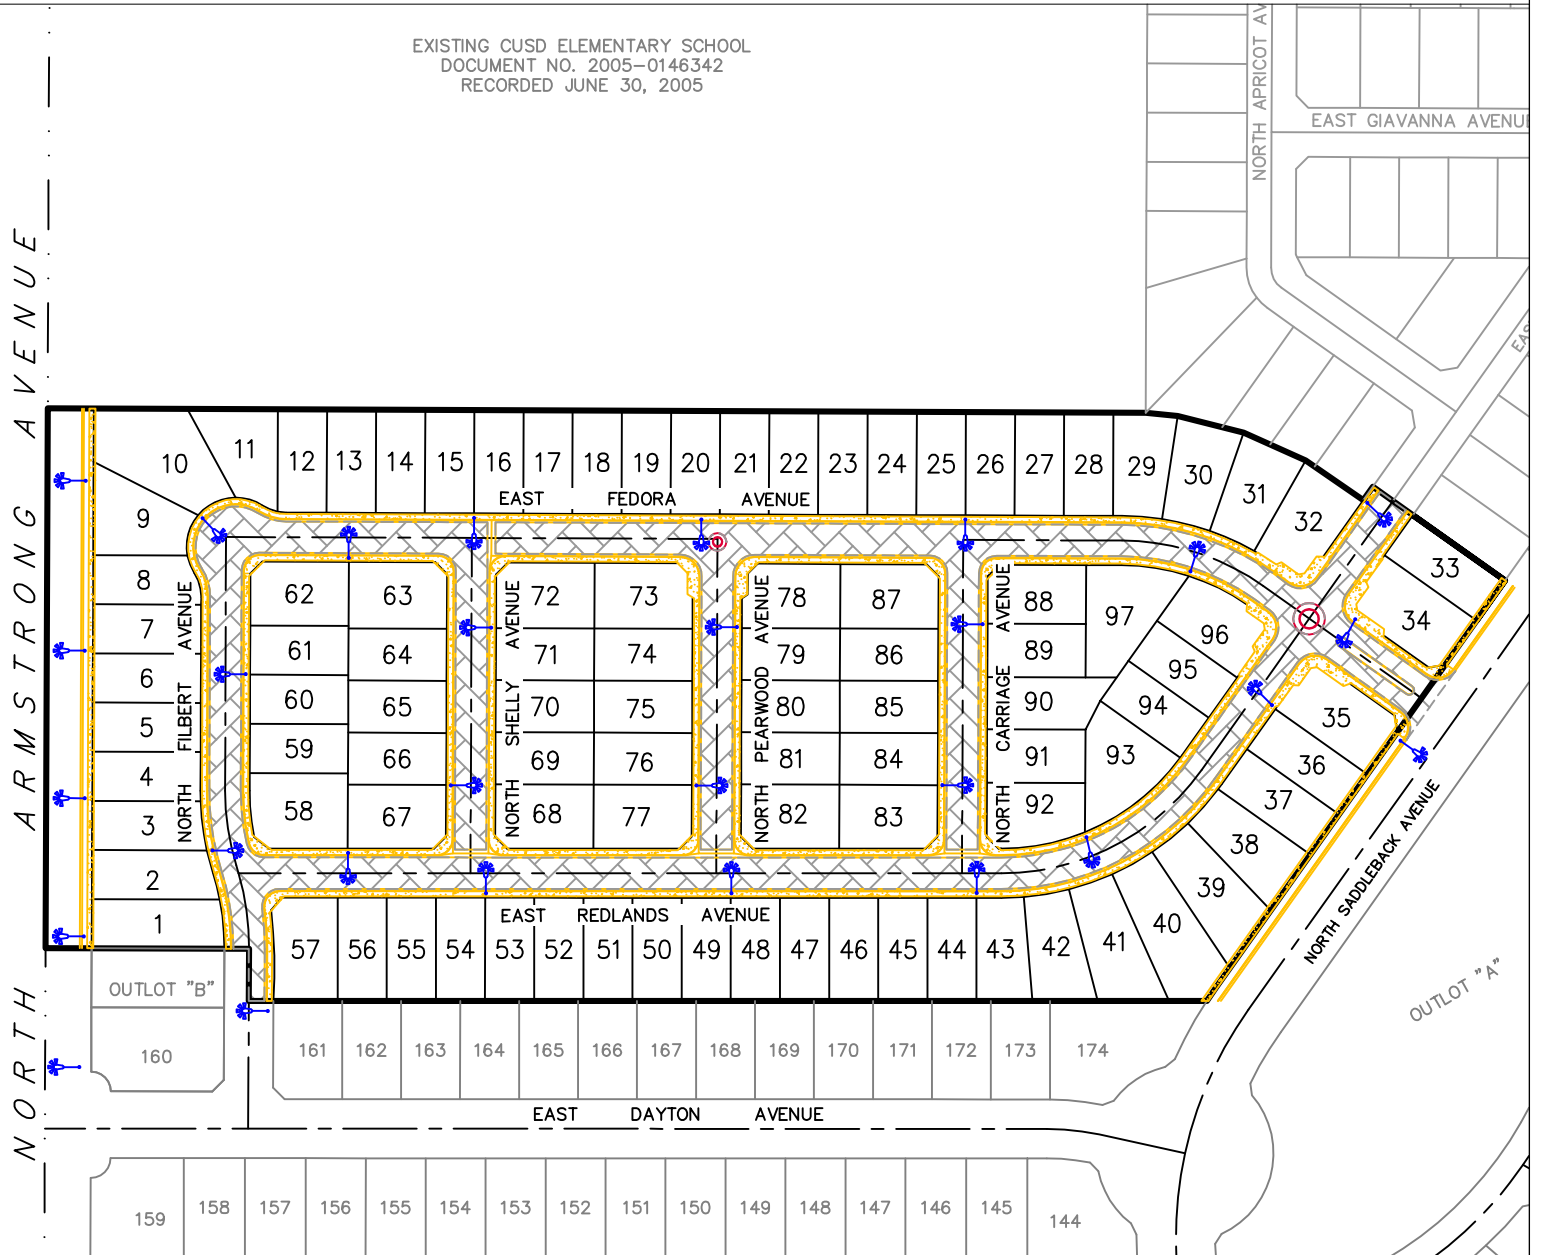 EXISTING CUSD ELEMENTARY SCHOOL
DOCUMENT NO. 2005-0146342
RECORDED JUNE 30, 2005
NORTH APRICOT AV
EAST GIAVANNA AVENUE
NORTH ARMSTRONG AVENUE
10 11 12 13 14 15 16 17 18 19 20 21 22 23 24 25 26 27 28 29 30 31 32 33 34
EAST FEDORA AVENUE
9
8
7
6
5
4
3
2
1
NORTH FILBERT AVENUE
62 63
61 64
60 65
59 66
58 67
NORTH SHELLY AVENUE
72 73
71 74
70 75
69 76
68 77
NORTH PEARWOOD AVENUE
78 87
79 86
80 85
81 84
82 83
NORTH CARRIAGE AVENUE
88
89
90
91
92
97
96
95
94
93
35
36
37
38
39
40
41
42
EAST REDLANDS AVENUE
57 56 55 54 53 52 51 50 49 48 47 46 45 44 43
NORTH SADDLEBACK AVENUE
OUTLOT "A"
OUTLOT "B"
160
161 162 163 164 165 166 167 168 169 170 171 172 173 174
EAST DAYTON AVENUE
159 158 157 156 155 154 153 152 151 150 149 148 147 146 145 144